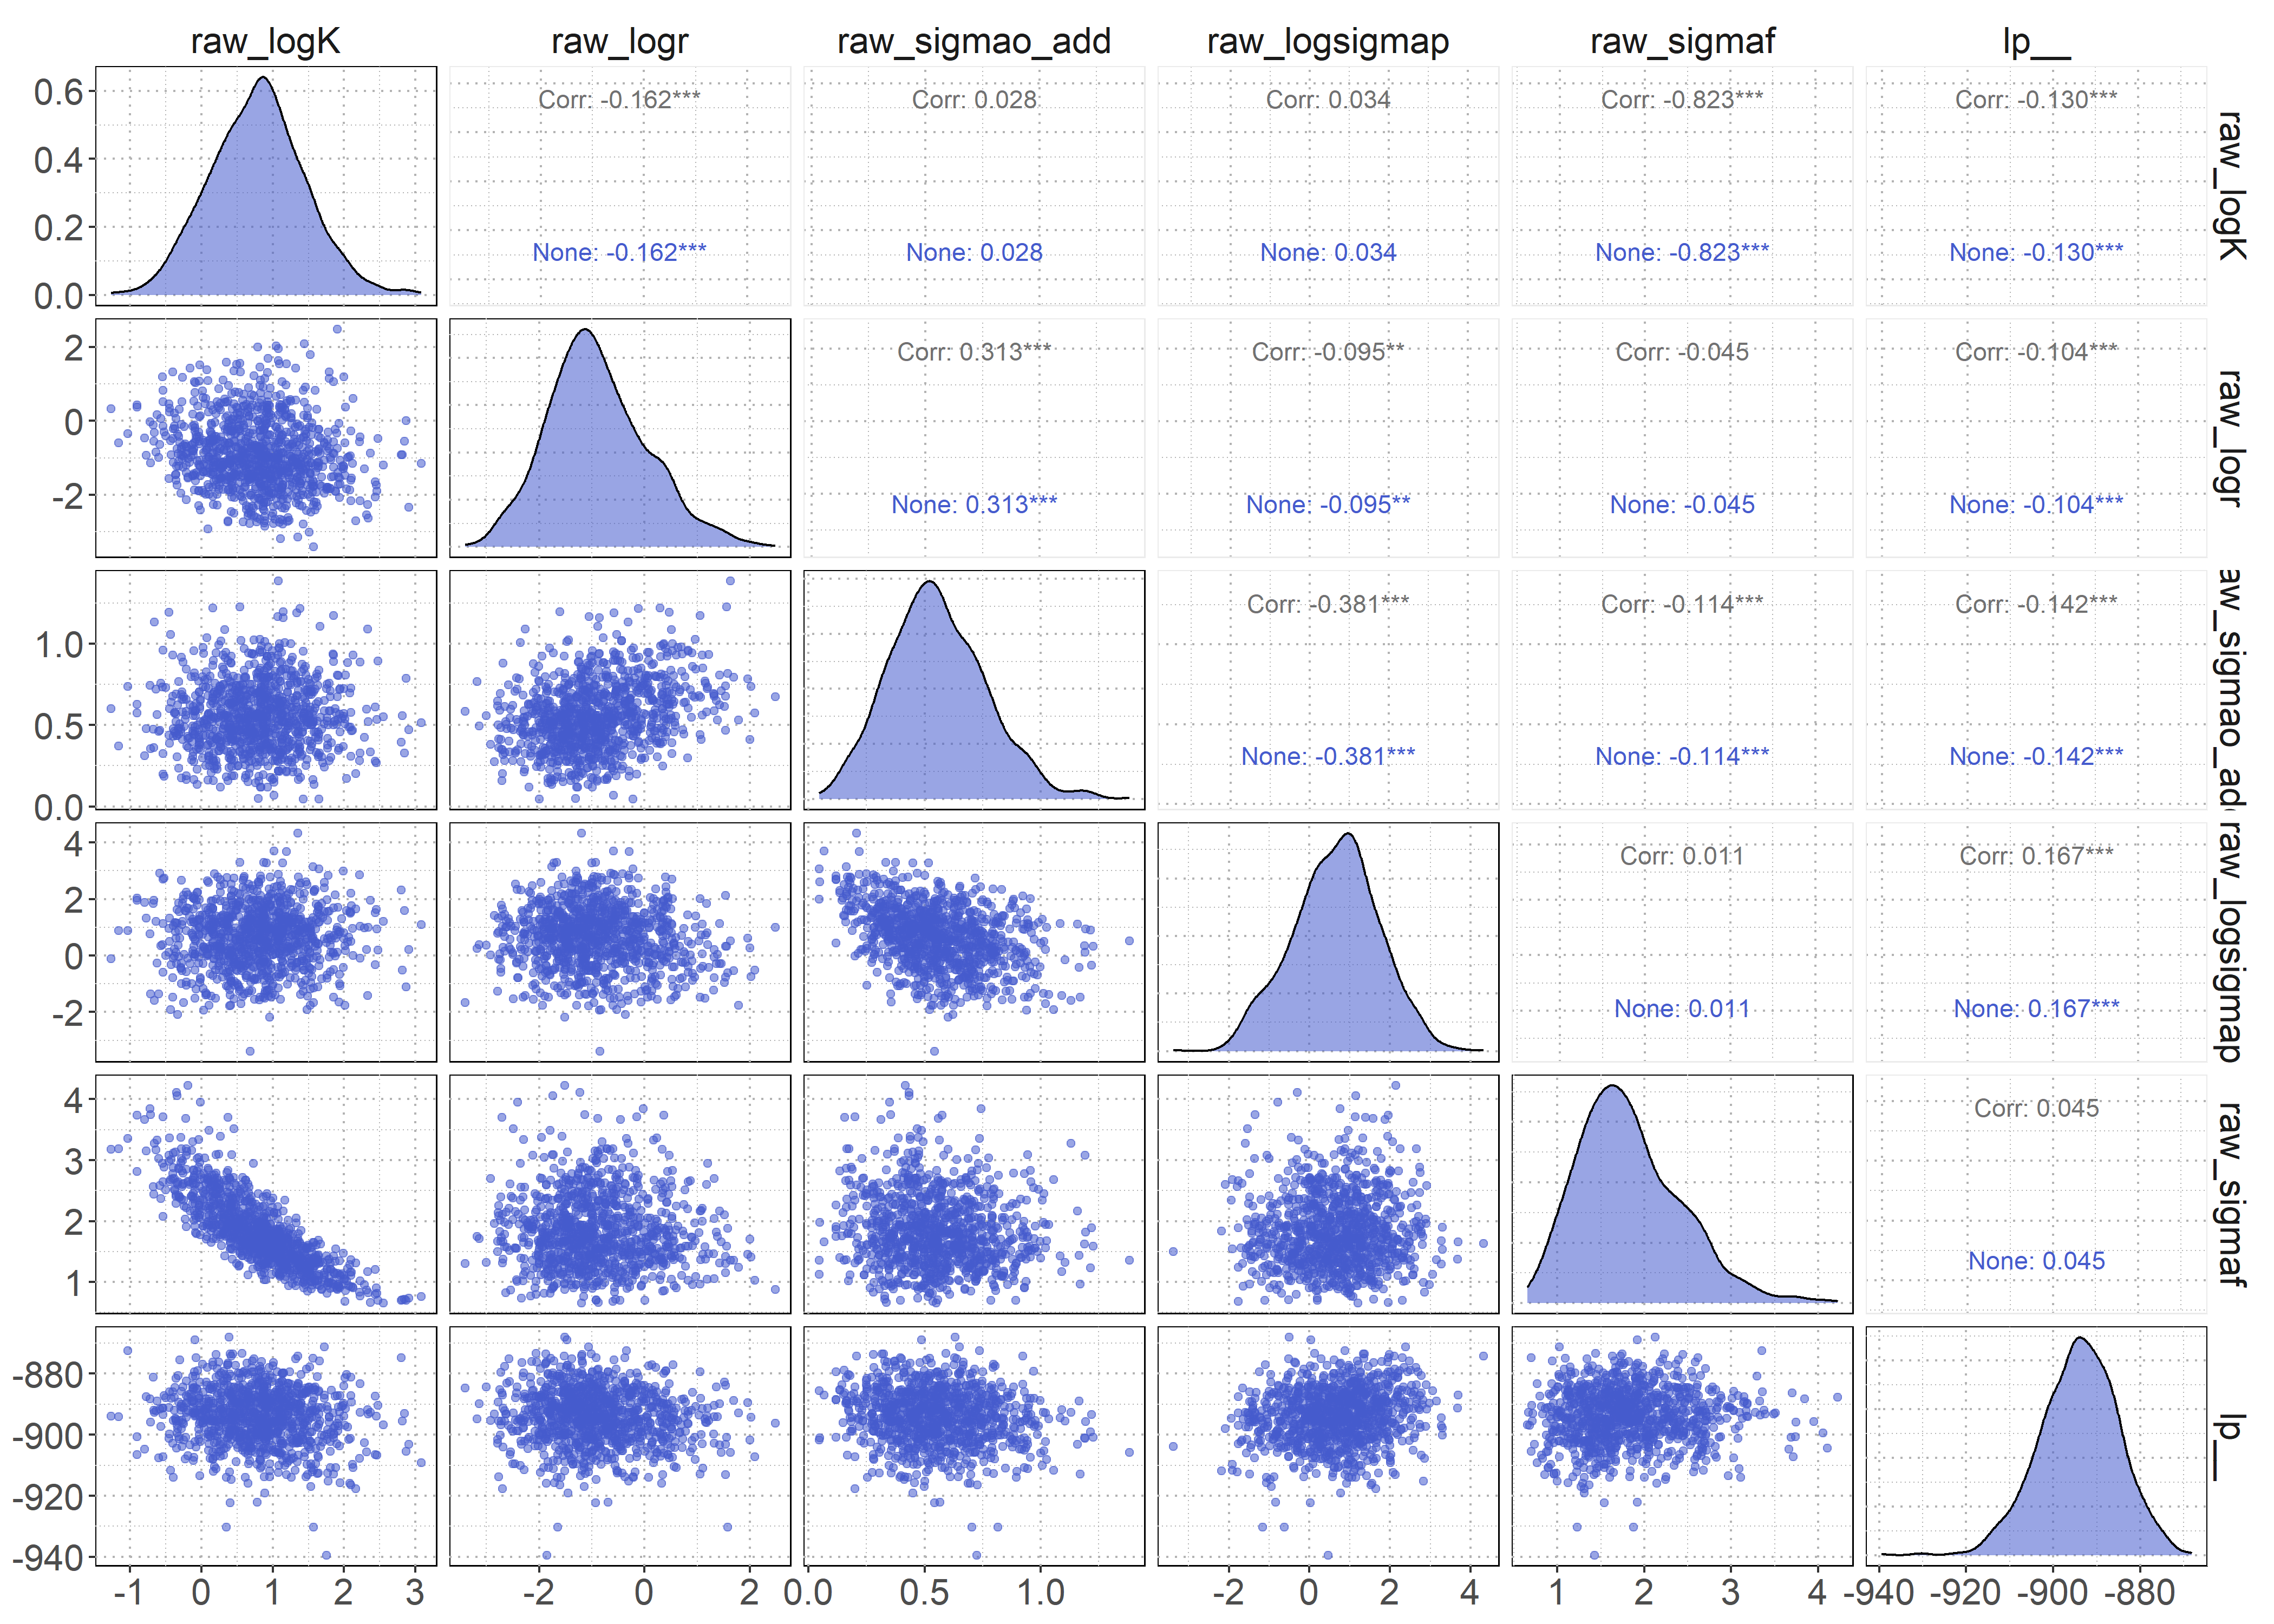 raw_logK raw_logr raw_sigmao_add raw_logsigmap raw_sigmaf lp__
0.6
0.4
0.2
0.0
Corr: -0.162***
None: -0.162***
Corr: 0.028
None: 0.028
Corr: 0.034
None: 0.034
Corr: -0.823***
None: -0.823***
Corr: -0.130***
None: -0.130***
raw_logK
2
0
-2
Corr: 0.313***
None: 0.313***
Corr: -0.095**
None: -0.095**
Corr: -0.045
None: -0.045
Corr: -0.104***
None: -0.104***
raw_logr
1.0
0.5
0.0
Corr: -0.381***
None: -0.381***
Corr: -0.114***
None: -0.114***
Corr: -0.142***
None: -0.142***
aw_sigmao_ad
4
2
0
-2
Corr: 0.011
None: 0.011
Corr: 0.167***
None: 0.167***
raw_logsigmap
4
3
2
1
Corr: 0.045
None: 0.045
raw_sigmaf
-880
-900
-920
-940
lp__
-1 0 1 2 3
-2 0 2
0.0 0.5 1.0
-2 0 2 4
1 2 3 4
-940 -920 -900 -880